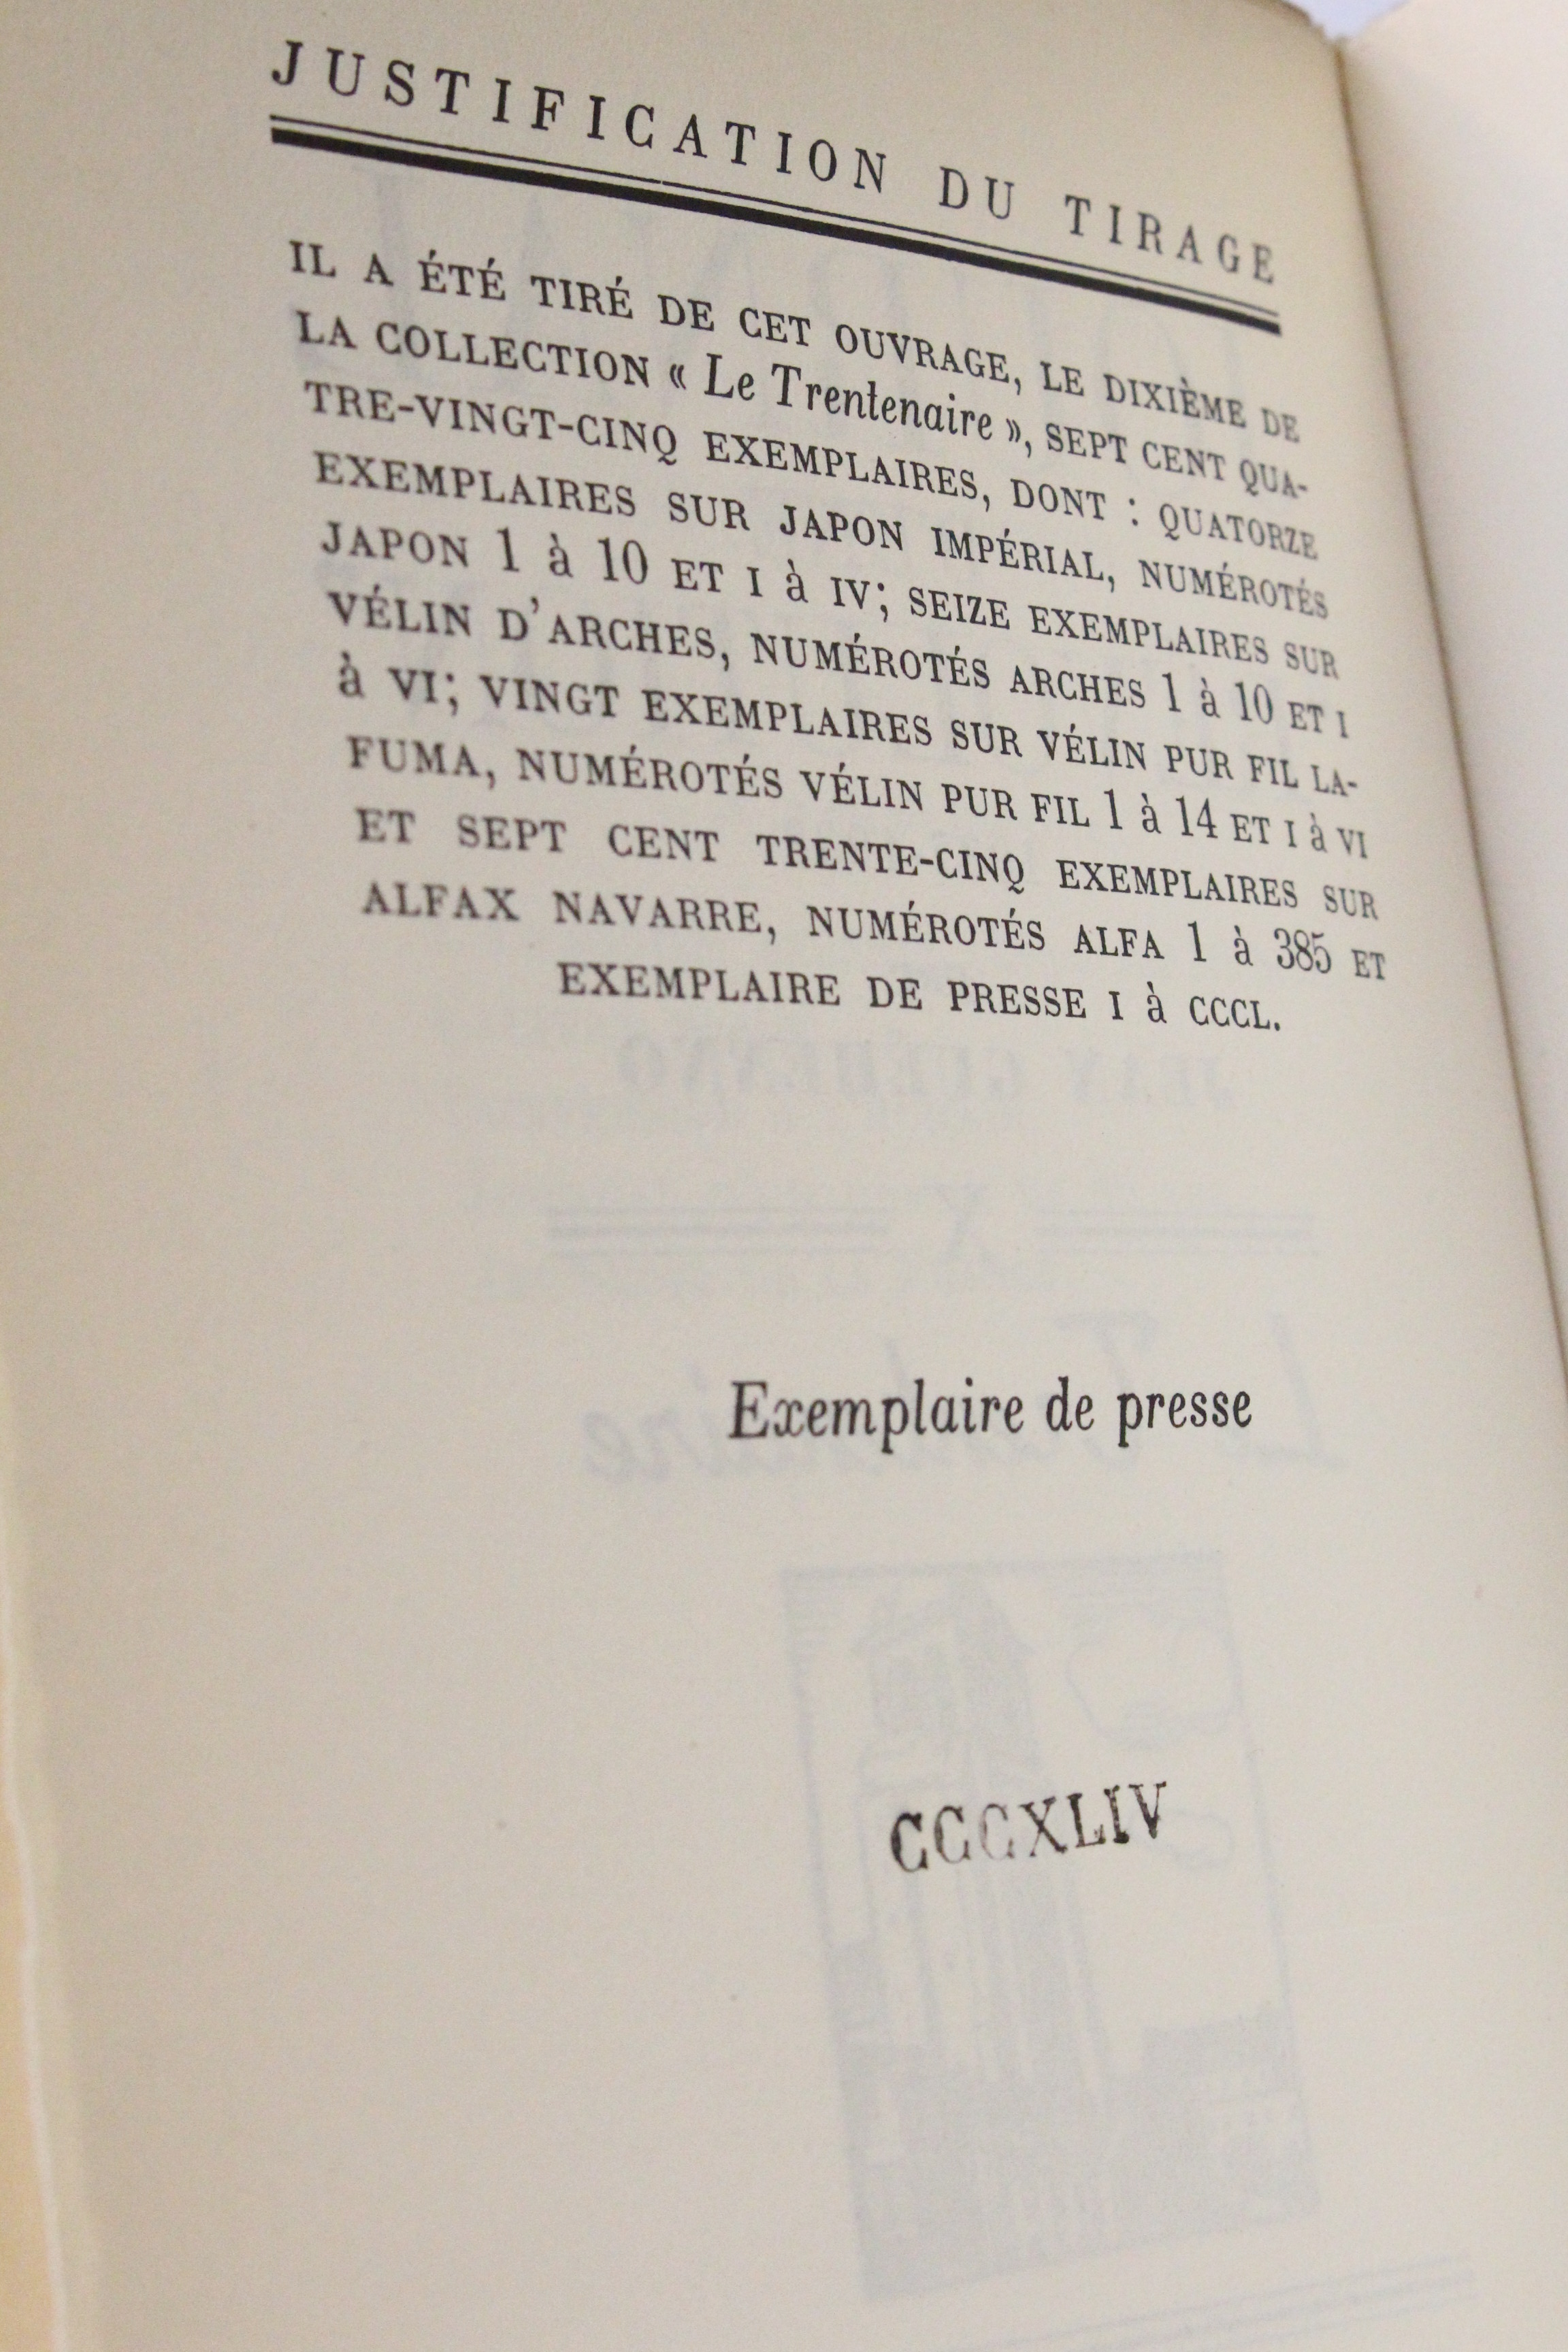 JUSTIFICATION DU TIRAGE
IL A ÉTÉ TIRÉ DE CET OUVRAGE, LE DIXIÈME DE
LA COLLECTION « Le Trentenaire », SEPT CENT QUA-
TRE-VINGT-CINQ EXEMPLAIRES, DONT : QUATORZE
EXEMPLAIRES SUR JAPON IMPÉRIAL, NUMÉROTÉS
JAPON 1 à 10 ET I à IV; SEIZE EXEMPLAIRES SUR
VÉLIN D'ARCHES, NUMÉROTÉS ARCHES 1 à 10 ET I
à VI; VINGT EXEMPLAIRES SUR VÉLIN PUR FIL LA-
FUMA, NUMÉROTÉS VÉLIN PUR FIL 1 à 14 ET I à VI
ET SEPT CENT TRENTE-CINQ EXEMPLAIRES SUR
ALFAX NAVARRE, NUMÉROTÉS ALFA 1 à 385 ET
EXEMPLAIRE DE PRESSE I à CCCL.
Exemplaire de presse
CCCXLIV